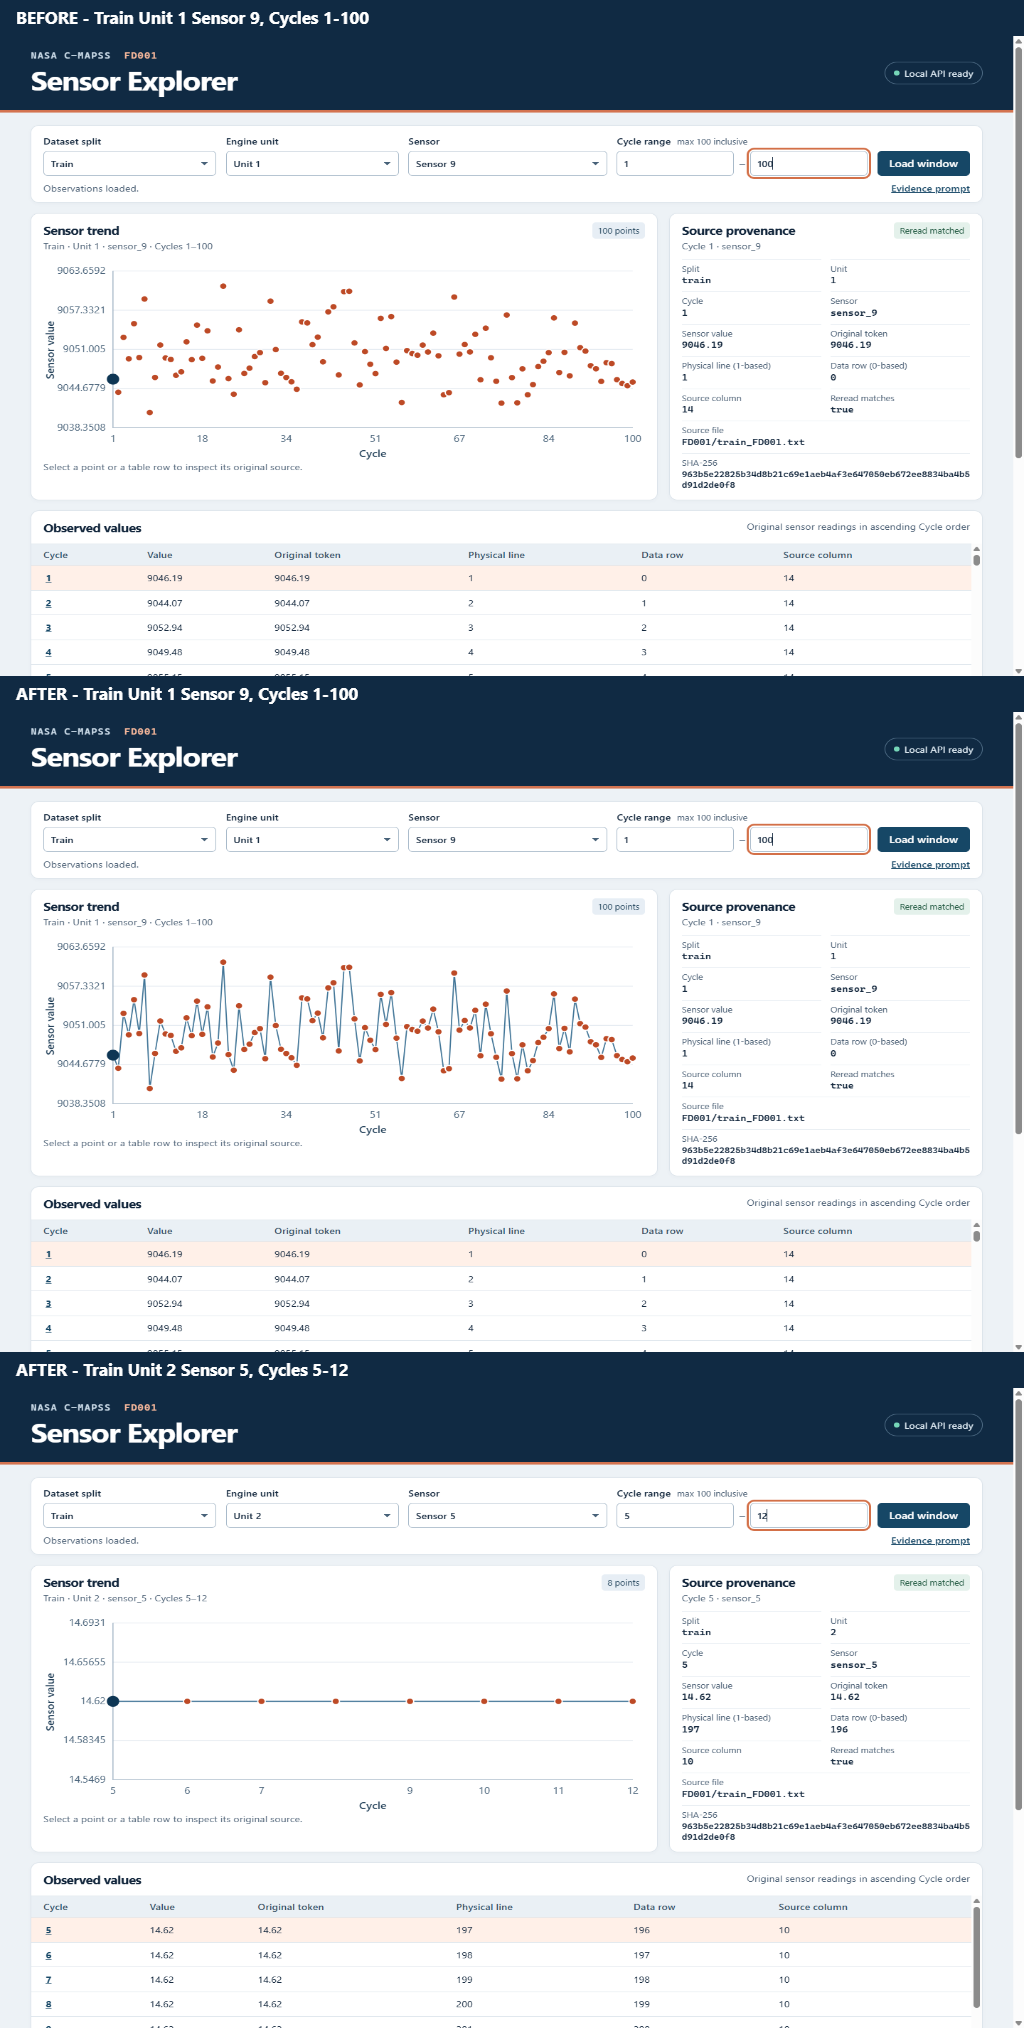 BEFORE - Train Unit 1 Sensor 9, Cycles 1-100
NASA C-MAPSS FD001
Sensor Explorer
Local API ready
Dataset split Engine unit Sensor Cycle range max 100 inclusive
Train Unit 1 Sensor 9 1 – 100 Load window
Observations loaded. Evidence prompt
Sensor trend 100 points
Train · Unit 1 · sensor_9 · Cycles 1–100
9063.6592
9057.3321
9051.005
9044.6779
9038.3508
Sensor value
1 18 34 51 67 84 100
Cycle
Select a point or a table row to inspect its original source.
Source provenance Reread matched
Cycle 1 · sensor_9
Split Unit
train 1
Cycle Sensor
1 sensor_9
Sensor value Original token
9046.19 9046.19
Physical line (1-based) Data row (0-based)
1 0
Source column Reread matches
14 true
Source file
FD001/train_FD001.txt
SHA-256
963b5e22825b34d8b21c69e1aeb4af3e647050eb672ee8834ba4b5
d91d2de0f8
Observed values Original sensor readings in ascending Cycle order
Cycle Value Original token Physical line Data row Source column
1 9046.19 9046.19 1 0 14
2 9044.07 9044.07 2 1 14
3 9052.94 9052.94 3 2 14
4 9049.48 9049.48 4 3 14
AFTER - Train Unit 1 Sensor 9, Cycles 1-100
NASA C-MAPSS FD001
Sensor Explorer
Local API ready
Dataset split Engine unit Sensor Cycle range max 100 inclusive
Train Unit 1 Sensor 9 1 – 100 Load window
Observations loaded. Evidence prompt
Sensor trend 100 points
Train · Unit 1 · sensor_9 · Cycles 1–100
9063.6592
9057.3321
9051.005
9044.6779
9038.3508
Sensor value
1 18 34 51 67 84 100
Cycle
Select a point or a table row to inspect its original source.
Source provenance Reread matched
Cycle 1 · sensor_9
Split Unit
train 1
Cycle Sensor
1 sensor_9
Sensor value Original token
9046.19 9046.19
Physical line (1-based) Data row (0-based)
1 0
Source column Reread matches
14 true
Source file
FD001/train_FD001.txt
SHA-256
963b5e22825b34d8b21c69e1aeb4af3e647050eb672ee8834ba4b5
d91d2de0f8
Observed values Original sensor readings in ascending Cycle order
Cycle Value Original token Physical line Data row Source column
1 9046.19 9046.19 1 0 14
2 9044.07 9044.07 2 1 14
3 9052.94 9052.94 3 2 14
4 9049.48 9049.48 4 3 14
AFTER - Train Unit 2 Sensor 5, Cycles 5-12
NASA C-MAPSS FD001
Sensor Explorer
Local API ready
Dataset split Engine unit Sensor Cycle range max 100 inclusive
Train Unit 2 Sensor 5 5 – 12 Load window
Observations loaded. Evidence prompt
Sensor trend 8 points
Train · Unit 2 · sensor_5 · Cycles 5–12
14.6931
14.65655
14.62
14.58345
14.5469
Sensor value
5 6 7 9 10 11 12
Cycle
Select a point or a table row to inspect its original source.
Source provenance Reread matched
Cycle 5 · sensor_5
Split Unit
train 2
Cycle Sensor
5 sensor_5
Sensor value Original token
14.62 14.62
Physical line (1-based) Data row (0-based)
197 196
Source column Reread matches
10 true
Source file
FD001/train_FD001.txt
SHA-256
963b5e22825b34d8b21c69e1aeb4af3e647050eb672ee8834ba4b5
d91d2de0f8
Observed values Original sensor readings in ascending Cycle order
Cycle Value Original token Physical line Data row Source column
5 14.62 14.62 197 196 10
6 14.62 14.62 198 197 10
7 14.62 14.62 199 198 10
8 14.62 14.62 200 199 10